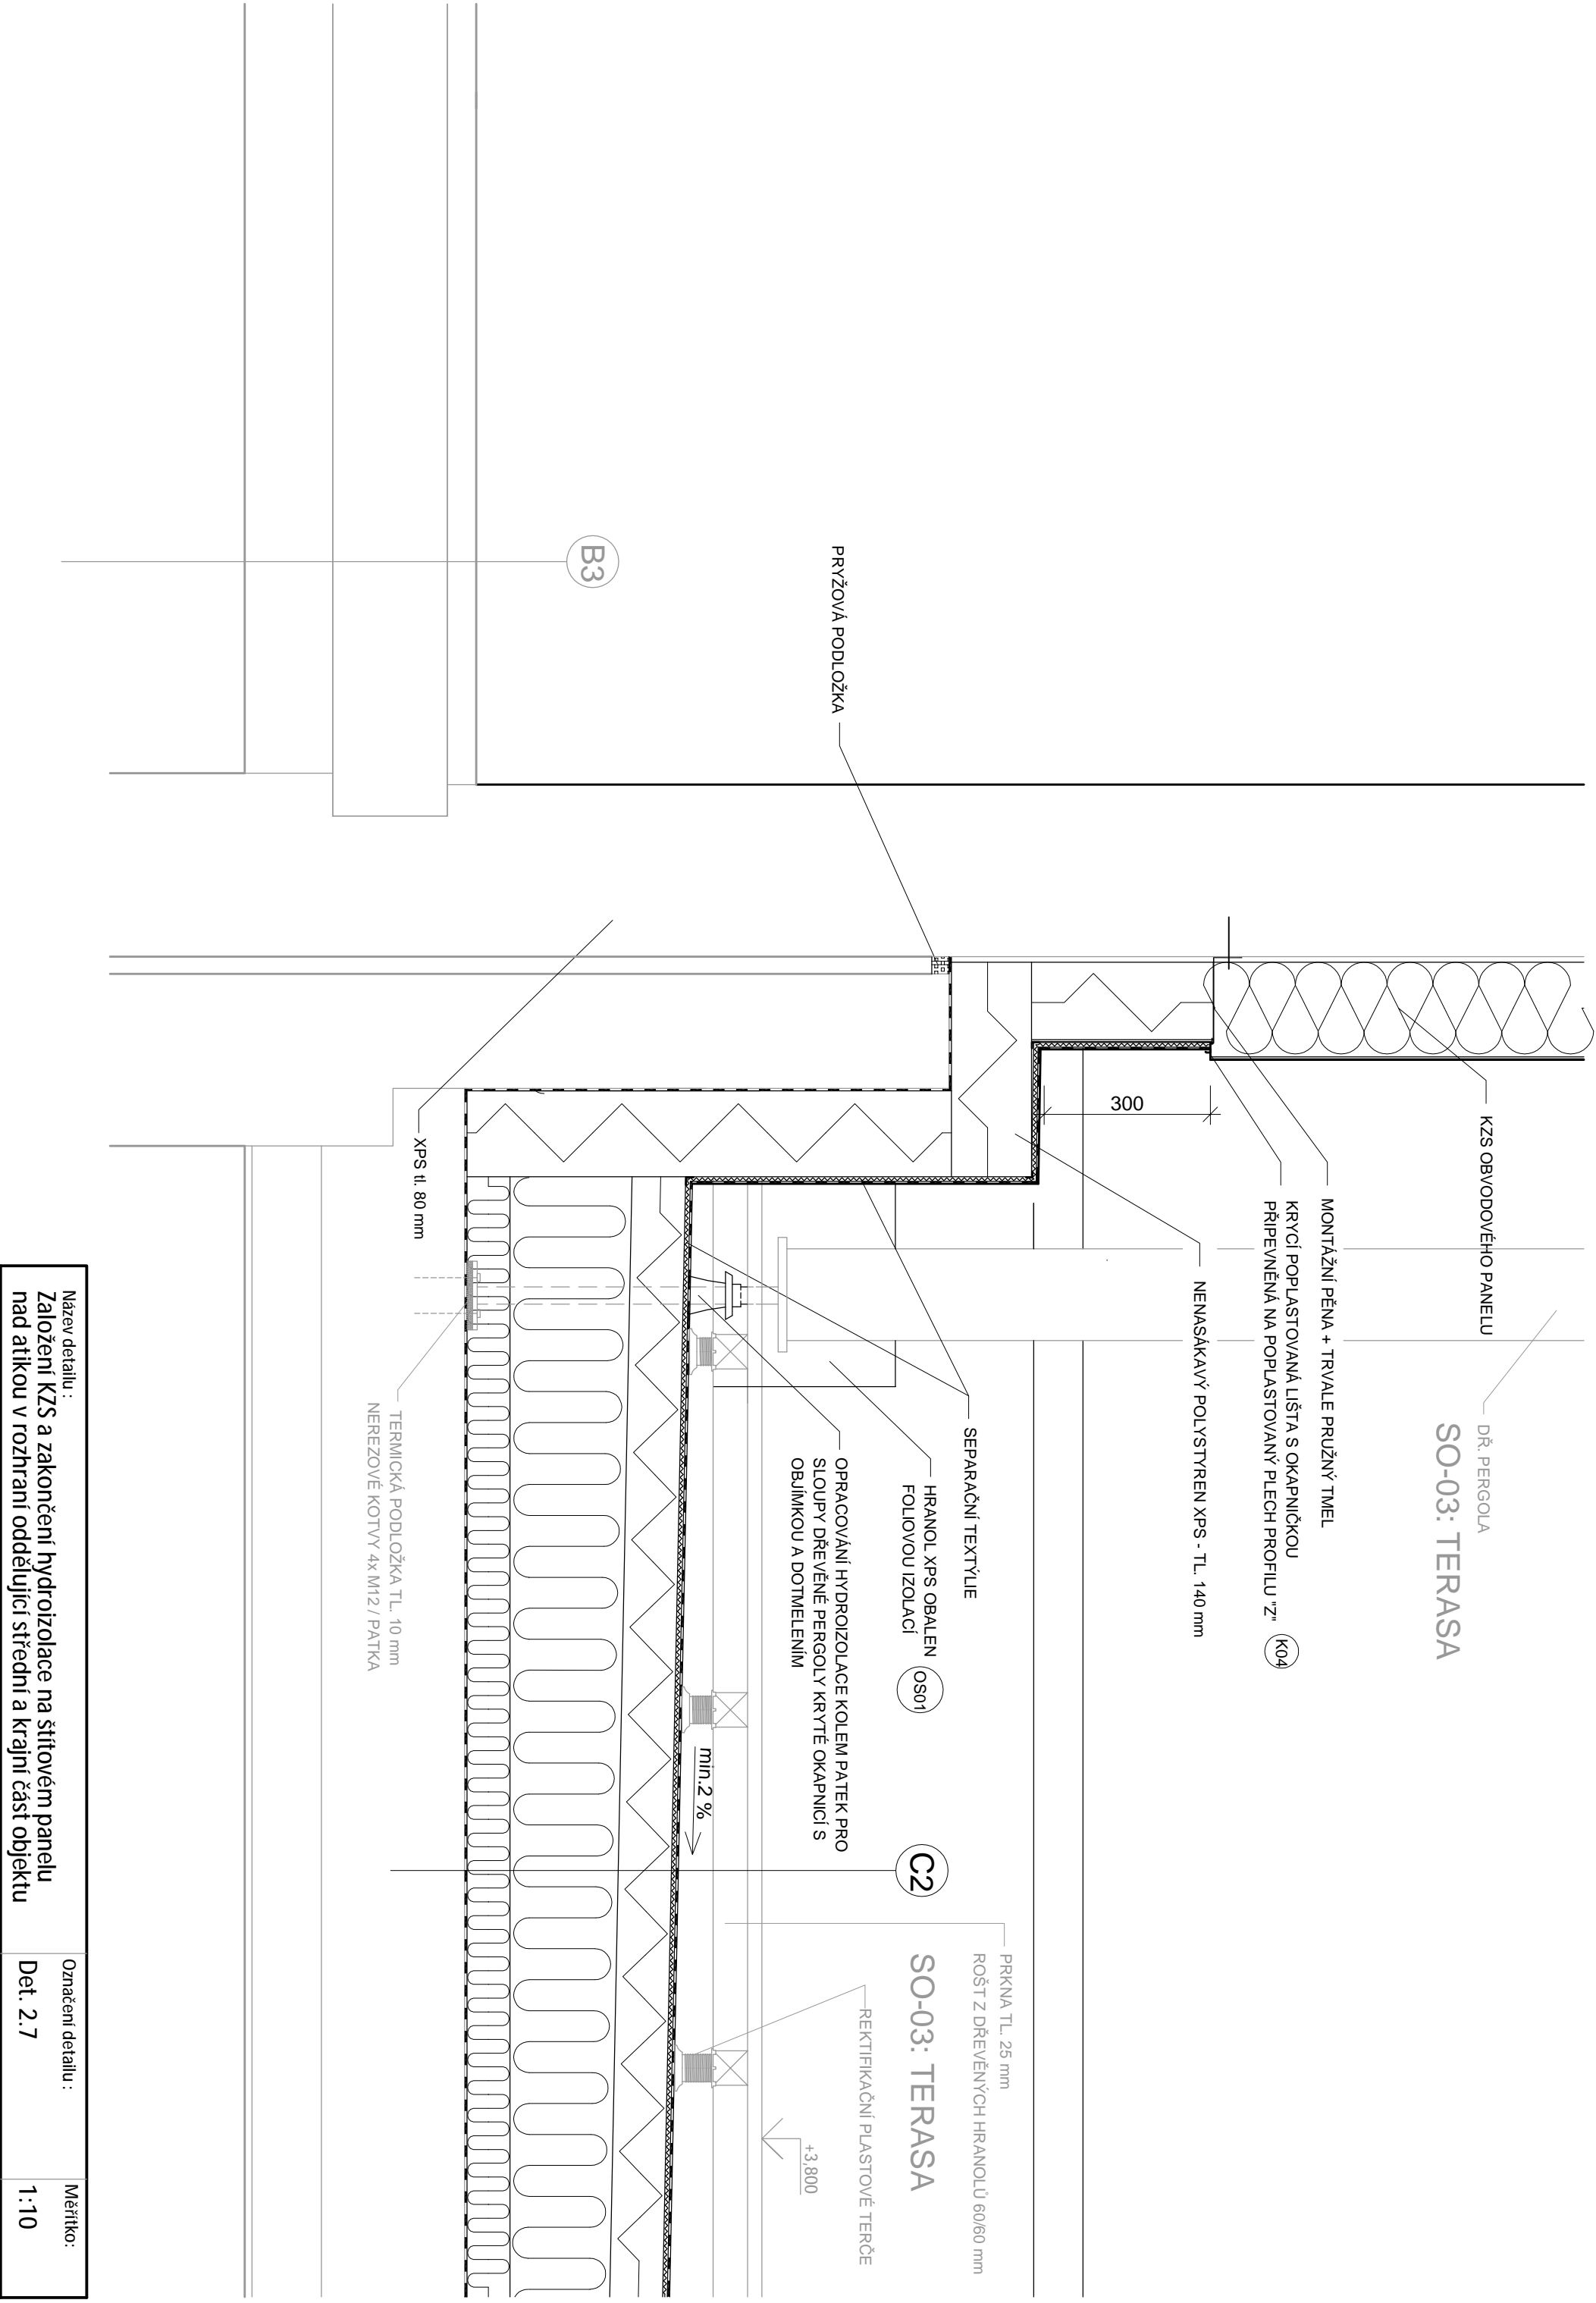 DŘ. PERGOLA
SO-03: TERASA
KZS OBVODOVÉHO PANELU
MONTÁŽNÍ PĚNA + TRVALE PRUŽNÝ TMEL
KRYCÍ POPLASTOVANÁ LIŠTA S OKAPNIČKOU
PŘIPEVNĚNÁ NA POPLASTOVANÝ PLECH PROFILU "Z"
K04
300
NENASÁKAVÝ POLYSTYREN XPS - TL. 140 mm
PRKNA TL. 25 mm
ROŠT Z DŘEVĚNÝCH HRANOLŮ 60/60 mm
SEPARAČNÍ TEXTÝLIE
HRANOL XPS OBALEN
FOLIOVOU IZOLACÍ
OS01
C2
SO-03: TERASA
PRYŽOVÁ PODLOŽKA
OPRACOVÁNÍ HYDROIZOLACE KOLEM PATEK PRO
SLOUPY DŘEVĚNÉ PERGOLY KRYTÉ OKAPNICÍ S
OBJÍMKOU A DOTMELENÍM
REKTIFIKAČNÍ PLASTOVÉ TERČE
+3,800
min.2 %
B3
XPS tl. 80 mm
TERMICKÁ PODLOŽKA TL. 10 mm
NEREZOVÉ KOTVY 4x M12 / PATKA
Název detailu :
Založení KZS a zakončení hydroizolace na štítovém panelu
nad atikou v rozhraní oddělující střední a krajní část objektu
Označení detailu :
Det. 2.7
Měřítko:
1:10